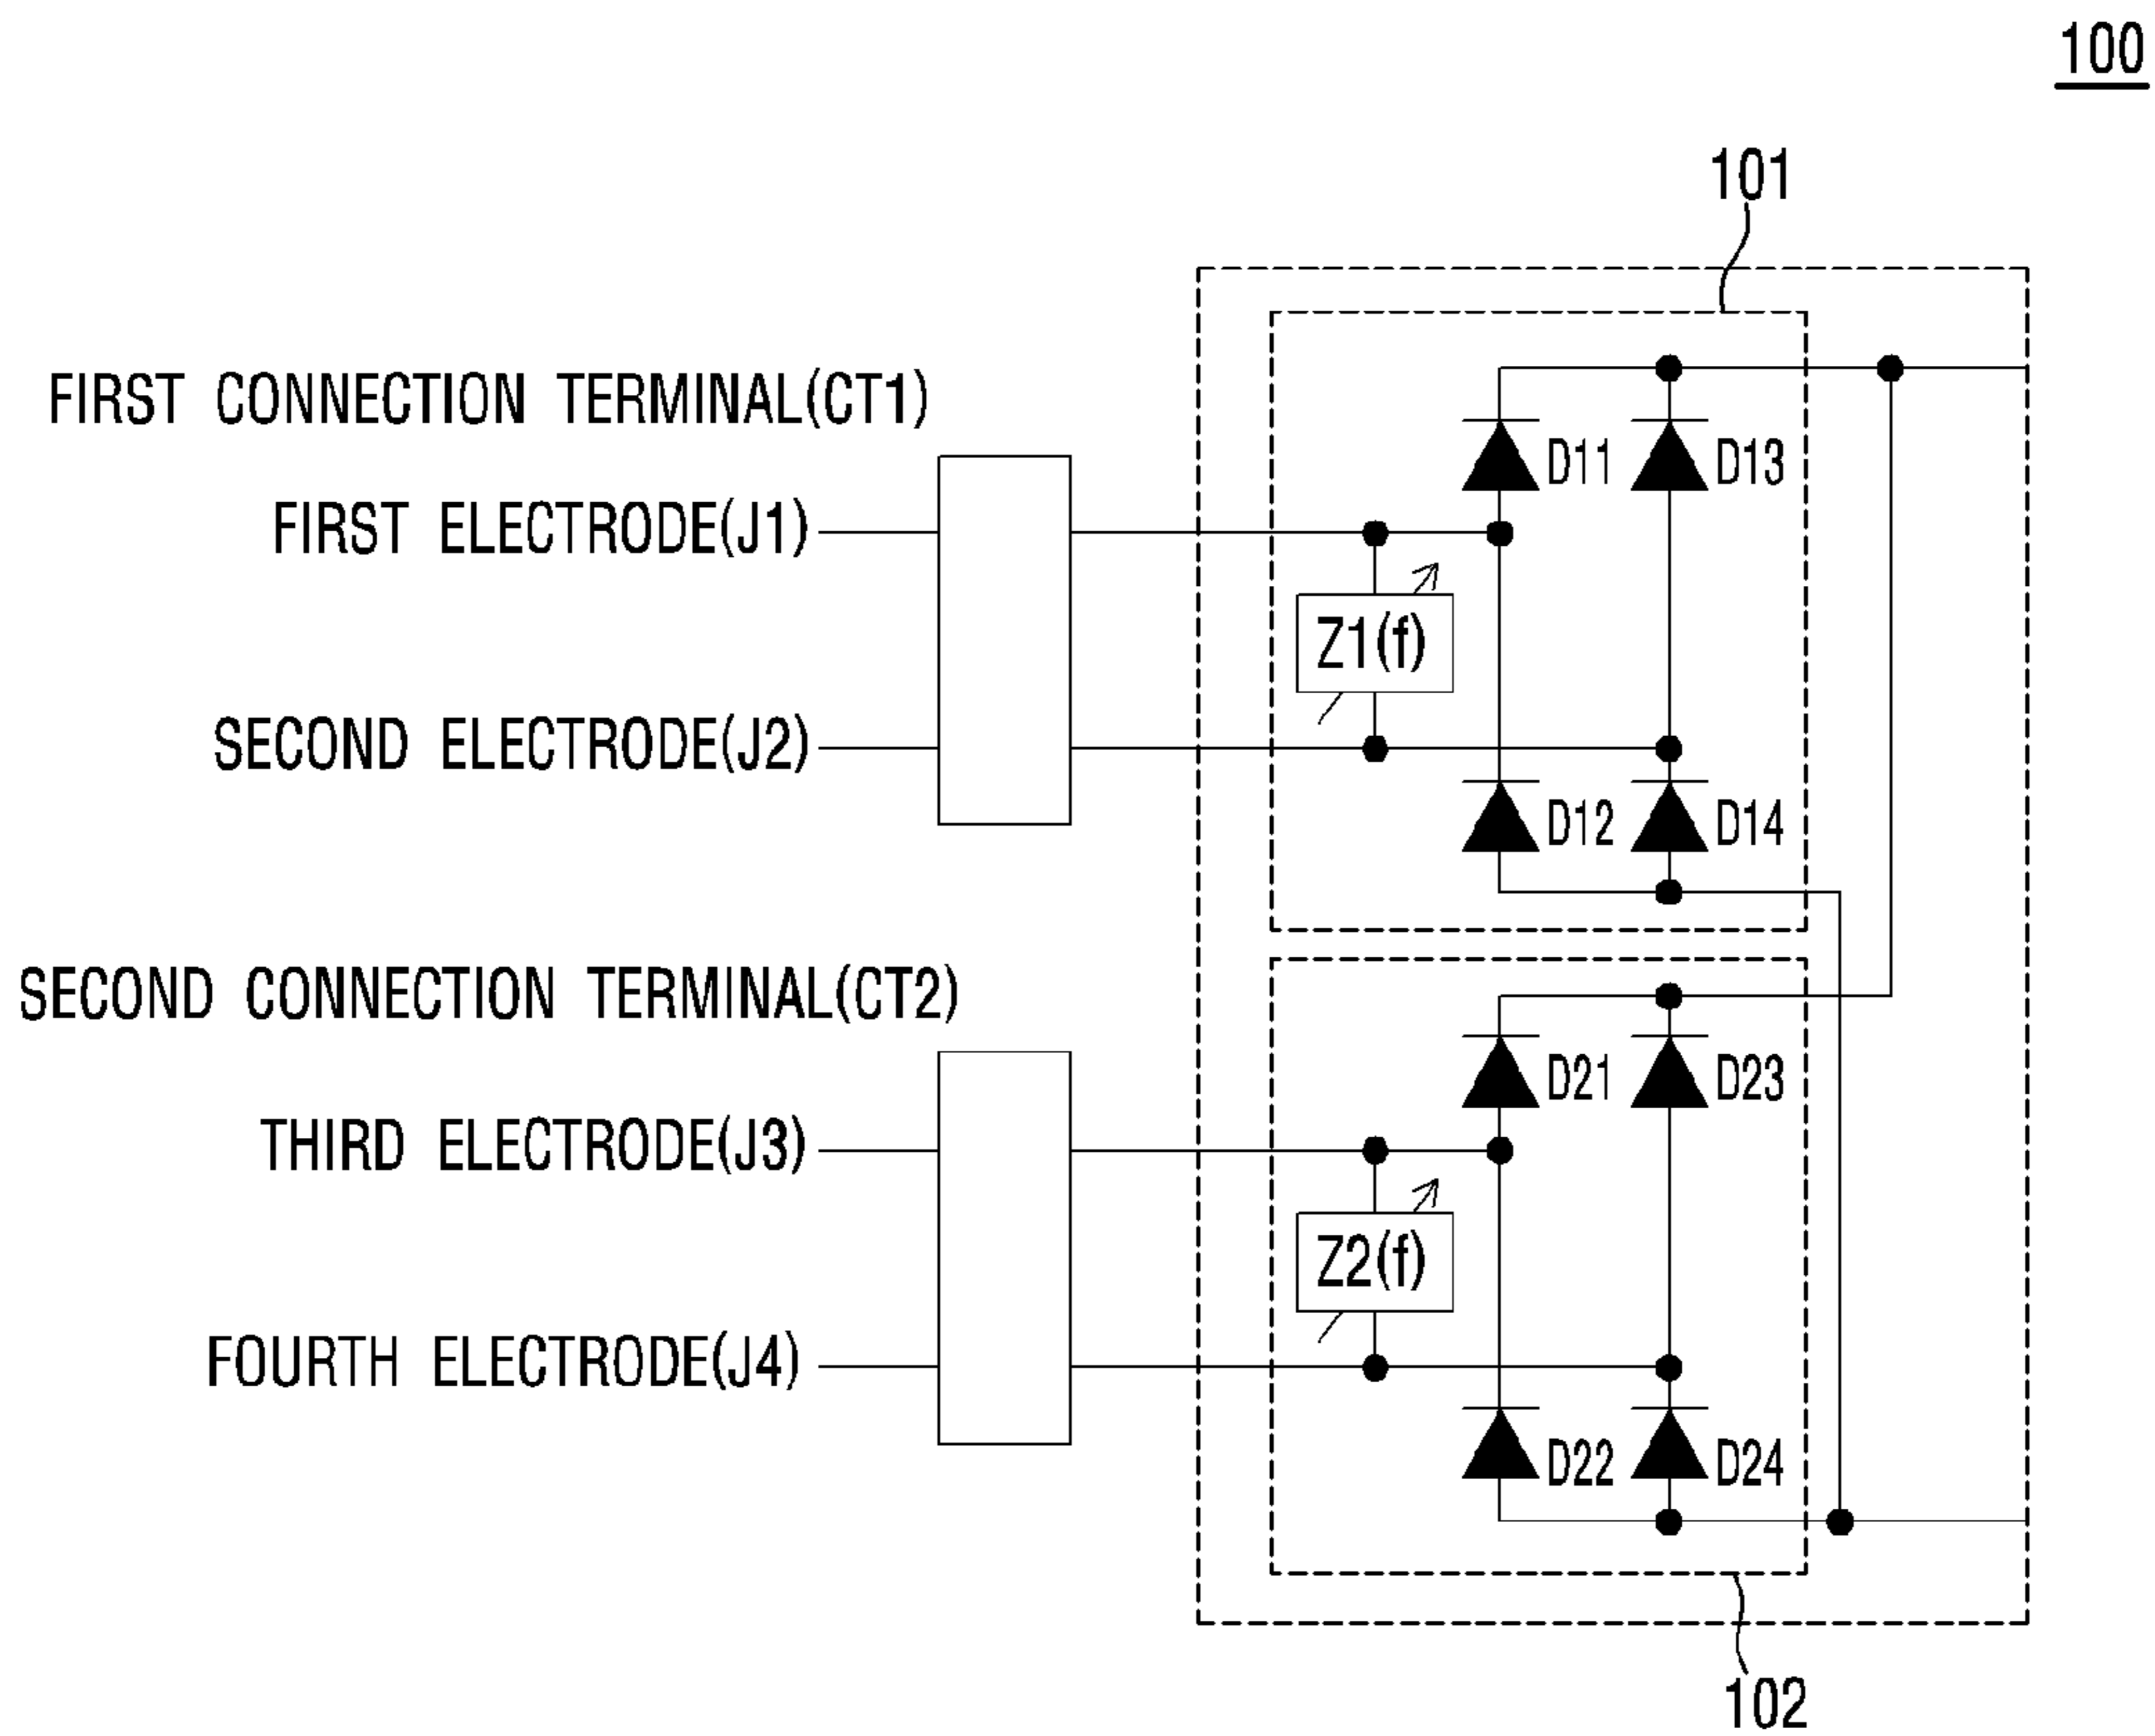 100
101
FIRST CONNECTION TERMINAL(CT1)
D11
D13
FIRST ELECTRODE(J1)
Z1(f)
SECOND ELECTRODE(J2)
D12
D14
SECOND CONNECTION TERMINAL(CT2)
D21
D23
THIRD ELECTRODE(J3)
Z2(f)
FOURTH ELECTRODE(J4)
D22
D24
102